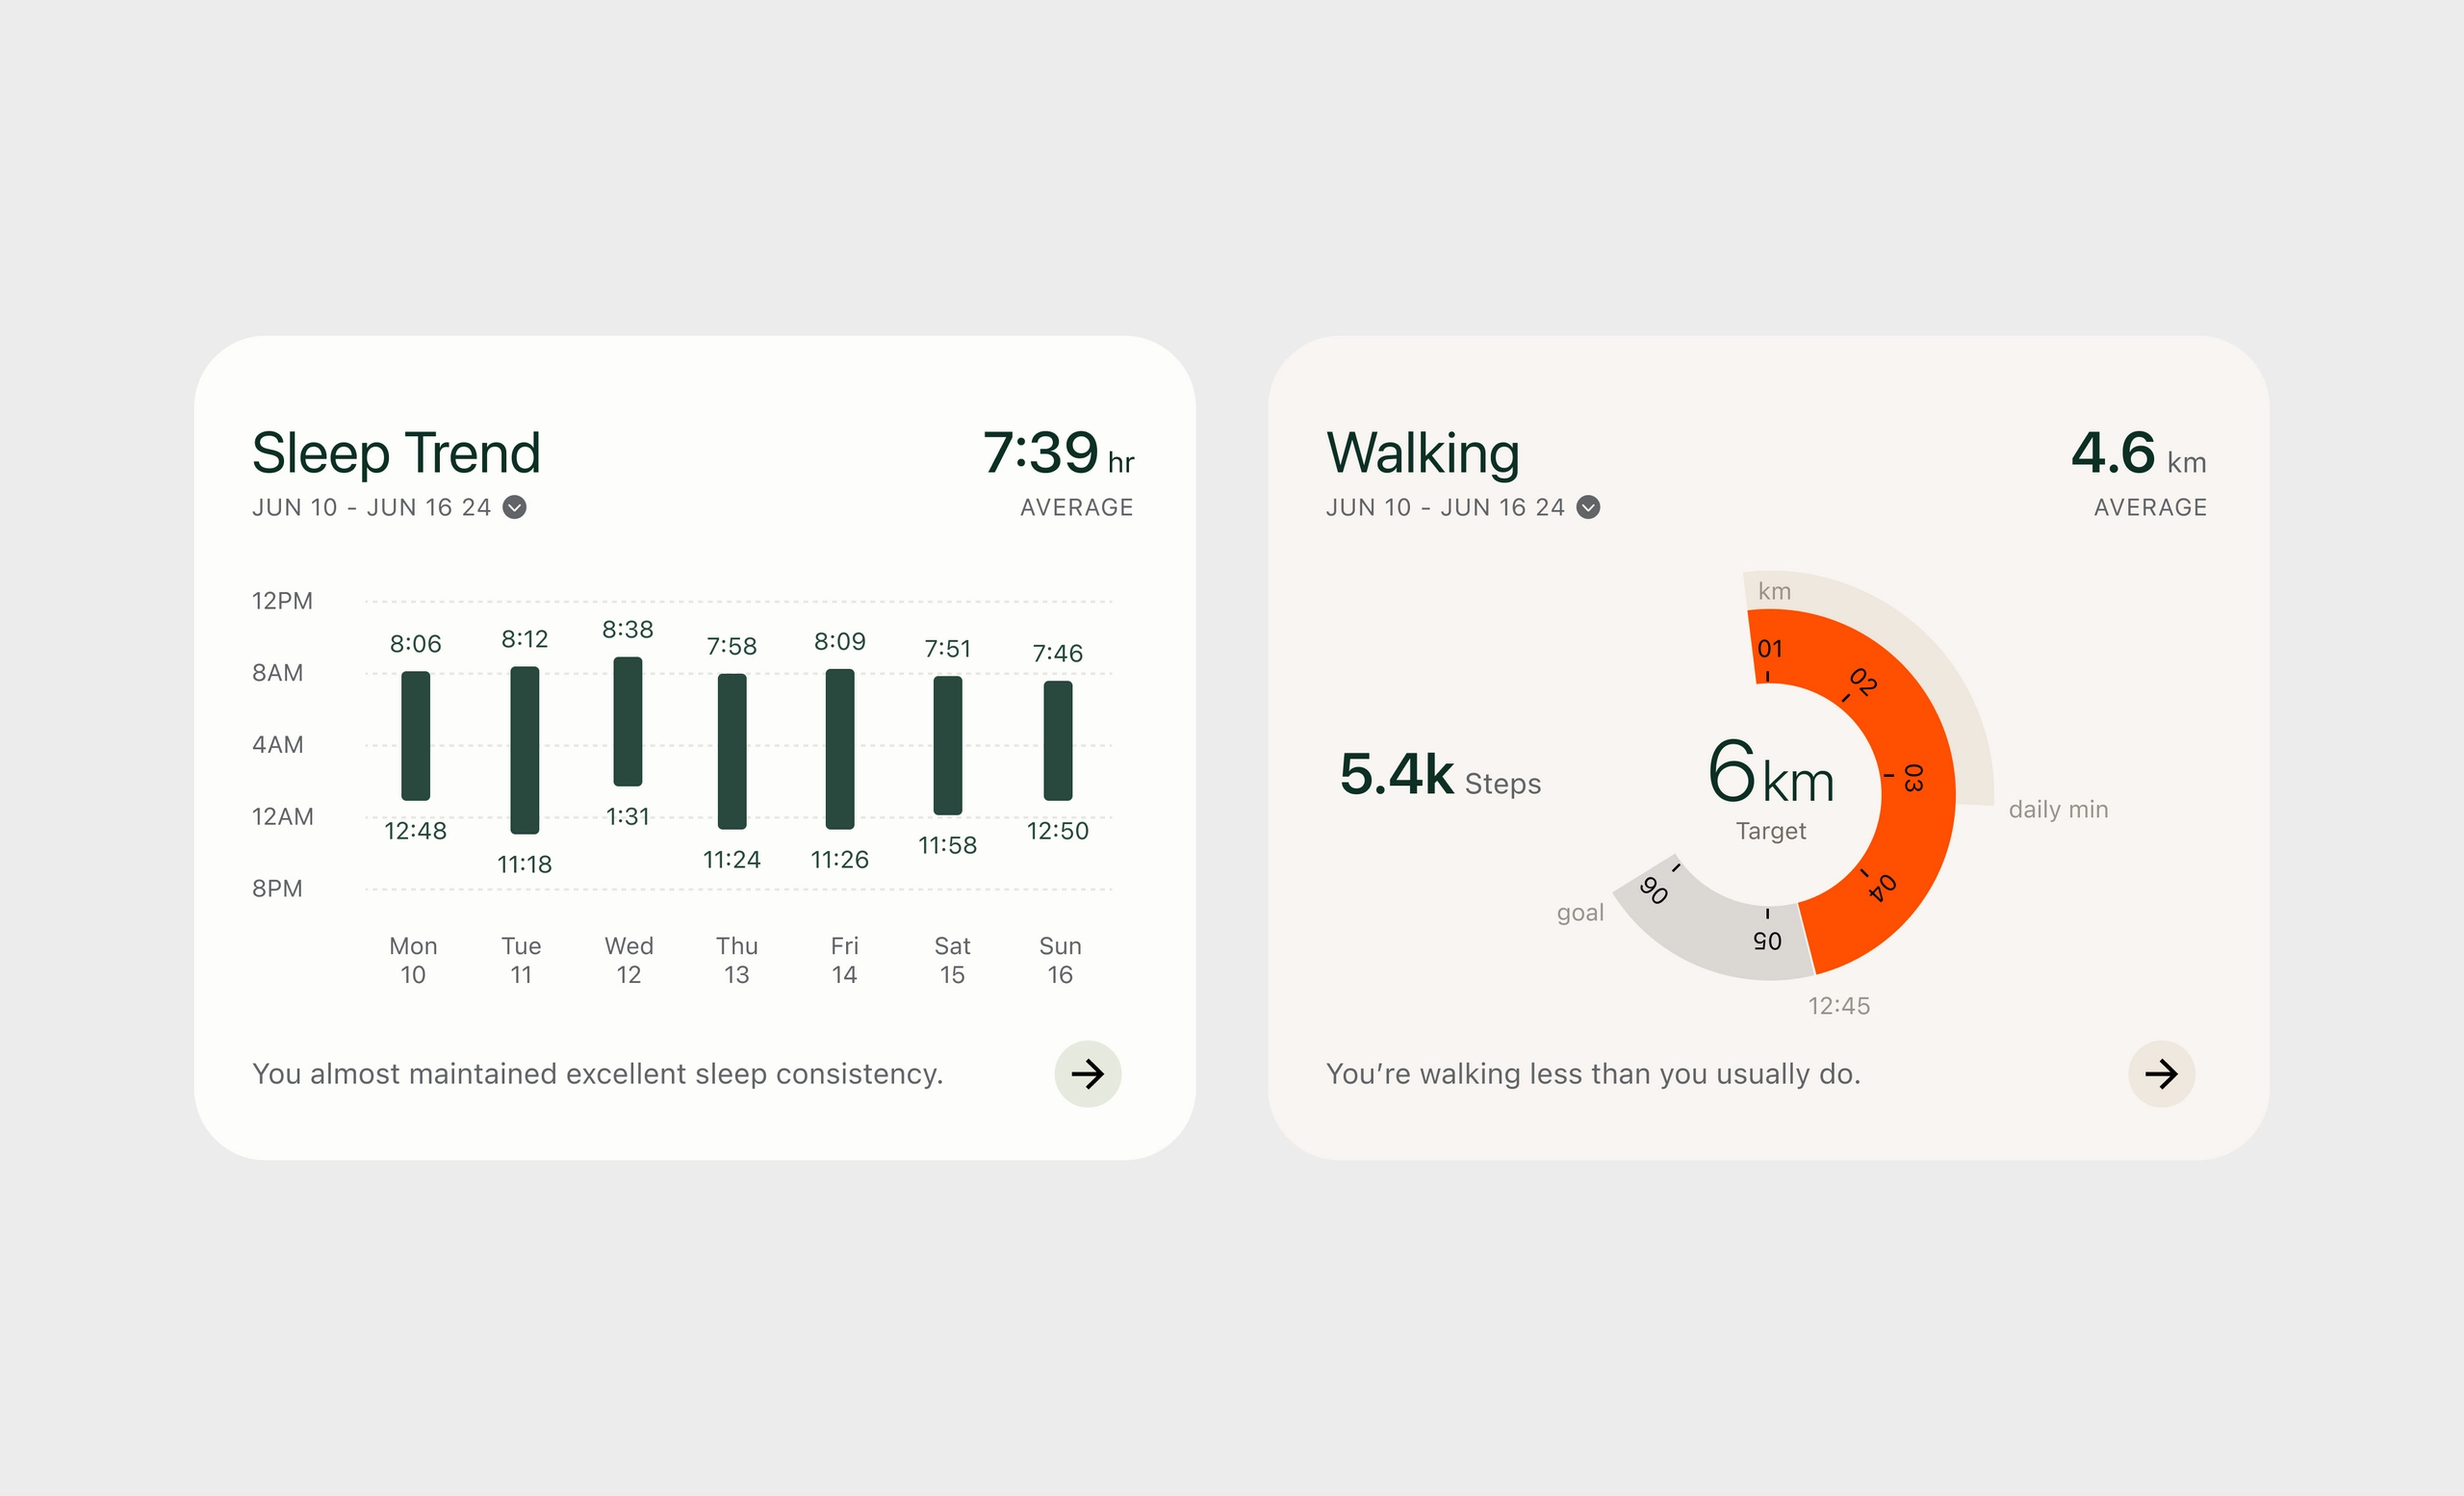 Sleep Trend
7:39 hr
JUN 10 - JUN 16 24
AVERAGE
12PM
8AM
4AM
12AM
8PM
8:06
8:12
8:38
7:58
8:09
7:51
7:46
12:48
11:18
1:31
11:24
11:26
11:58
12:50
Mon
10
Tue
11
Wed
12
Thu
13
Fri
14
Sat
15
Sun
16
You almost maintained excellent sleep consistency.
Walking
4.6 km
JUN 10 - JUN 16 24
AVERAGE
km
01
02
03
04
05
06
daily min
5.4k Steps
6km
Target
goal
12:45
You’re walking less than you usually do.